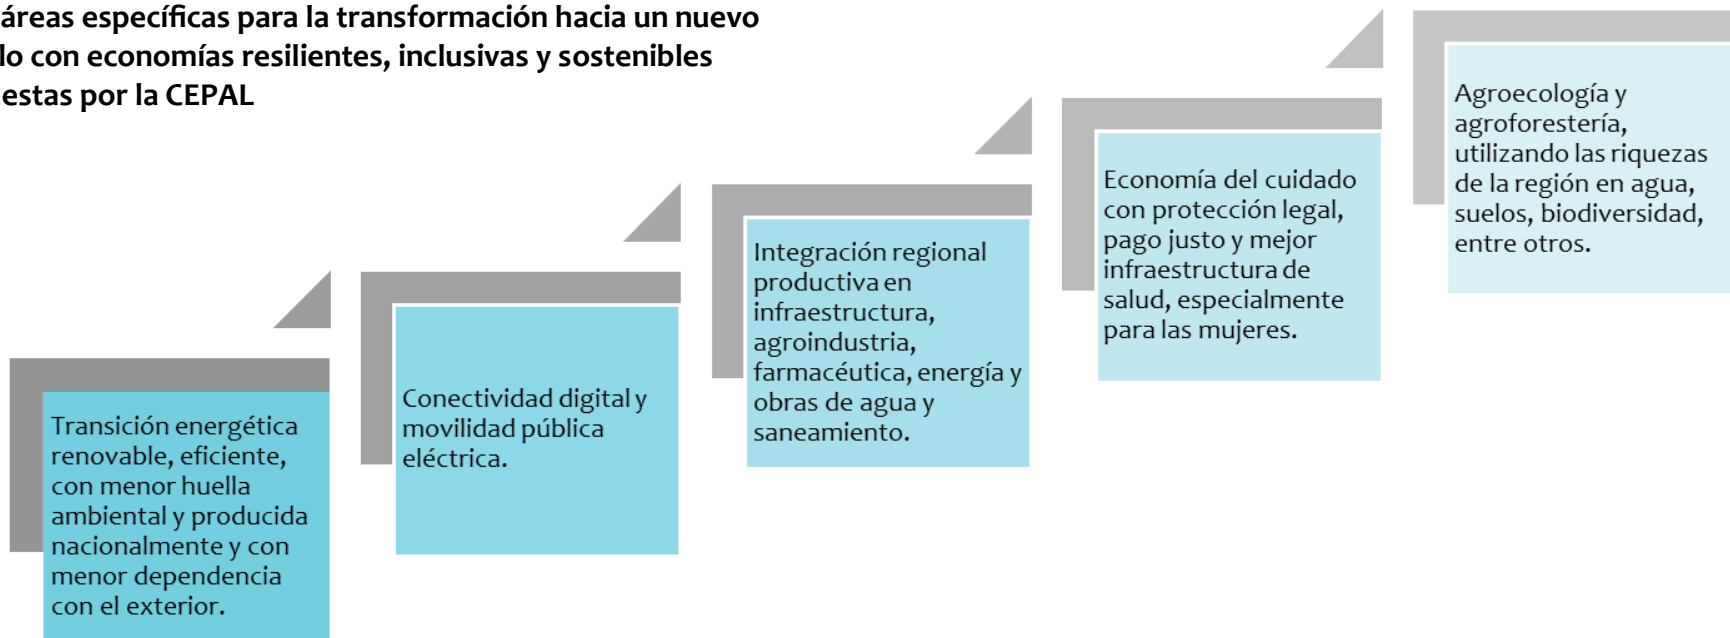 áreas específicas para la transformación hacia un nuevo
lo con economías resilientes, inclusivas y sostenibles
estas por la CEPAL
Transición energética
renovable, eficiente,
con menor huella
ambiental y producida
nacionalmente y con
menor dependencia
con el exterior.
Conectividad digital y
movilidad pública
eléctrica.
Integración regional
productiva en
infraestructura,
agroindustria,
farmacéutica, energía y
obras de agua y
saneamiento.
Economía del cuidado
con protección legal,
pago justo y mejor
infraestructura de
salud, especialmente
para las mujeres.
Agroecología y
agroforestería,
utilizando las riquezas
de la región en agua,
suelos, biodiversidad,
entre otros.